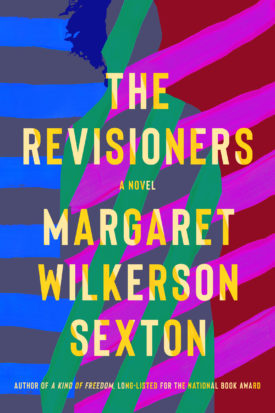 THE
REVISIONERS
A NOVEL
MARGARET
WILKERSON
SEXTON
AUTHOR OF A KIND OF FREEDOM, LONG-LISTED FOR THE NATIONAL BOOK AWARD